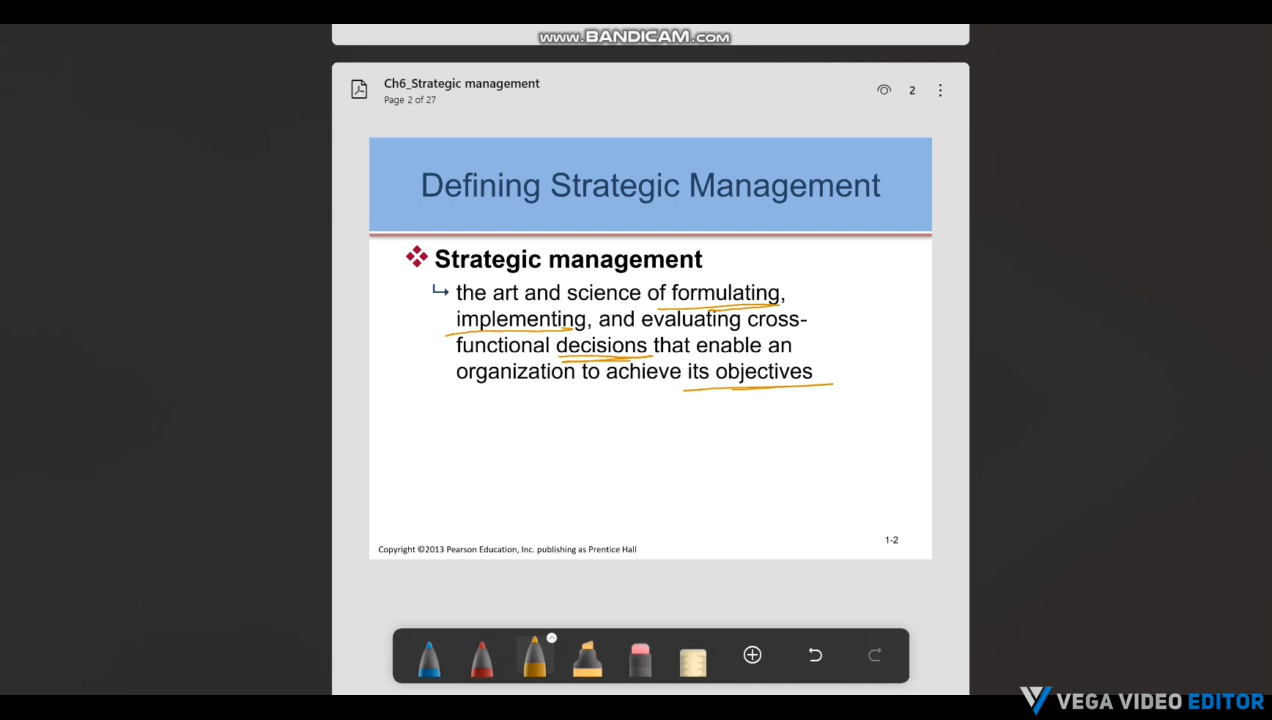 www.BANDICAM.com
Ch6_Strategic management
Page 2 of 27
2
Defining Strategic Management
Strategic management
the art and science of formulating,
implementing, and evaluating cross-
functional decisions that enable an
organization to achieve its objectives
1-2
Copyright ©2013 Pearson Education, Inc. publishing as Prentice Hall
VEGA VIDEO EDITOR